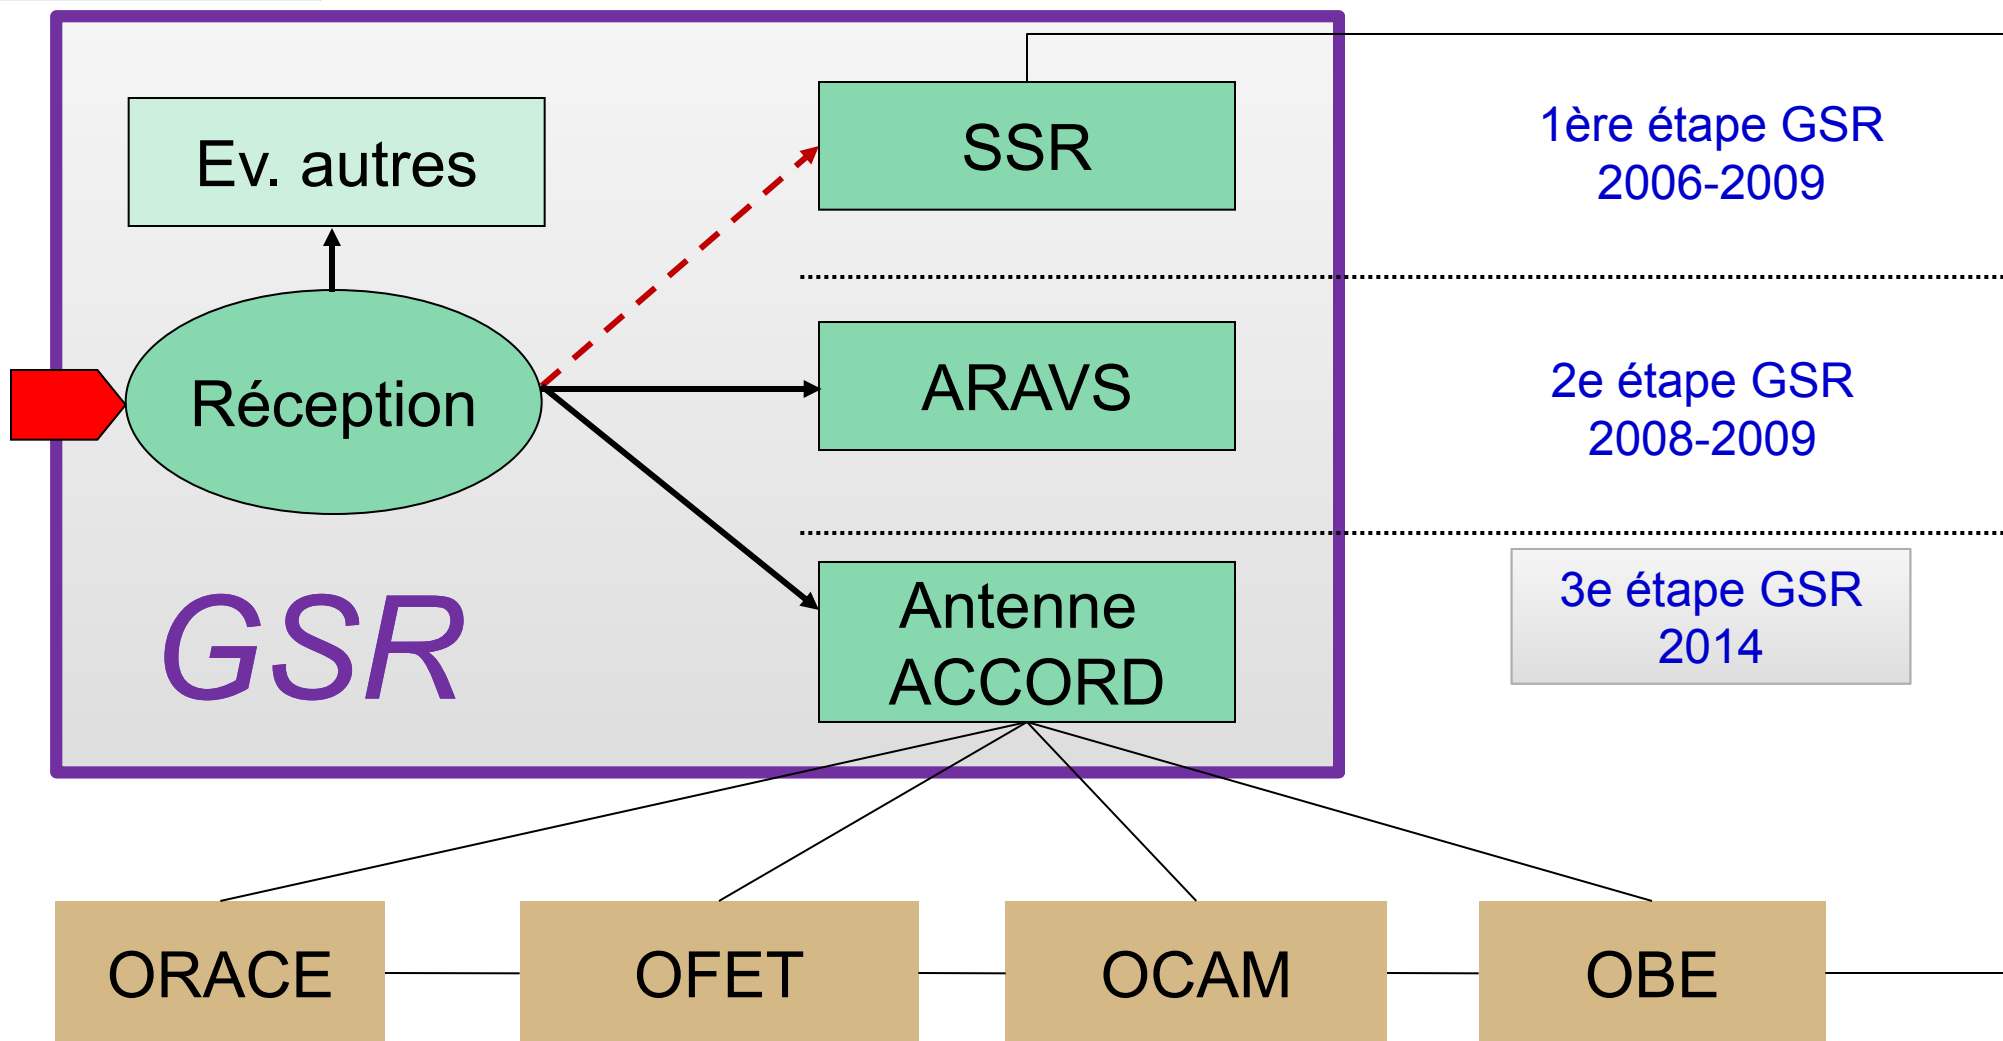 Ev. autres
SSR
1ère étape GSR
2006-2009
Réception
ARAVS
2e étape GSR
2008-2009
GSR
Antenne
ACCORD
3e étape GSR
2014
ORACE
OFET
OCAM
OBE